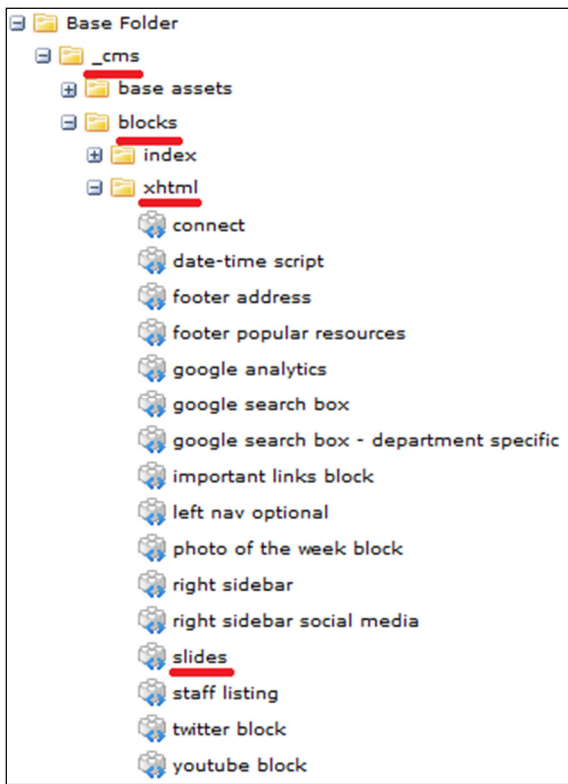 Base Folder
_cms
base assets
blocks
index
xhtml
connect
date-time script
footer address
footer popular resources
google analytics
google search box
google search box - department specific
important links block
left nav optional
photo of the week block
right sidebar
right sidebar social media
slides
staff listing
twitter block
youtube block